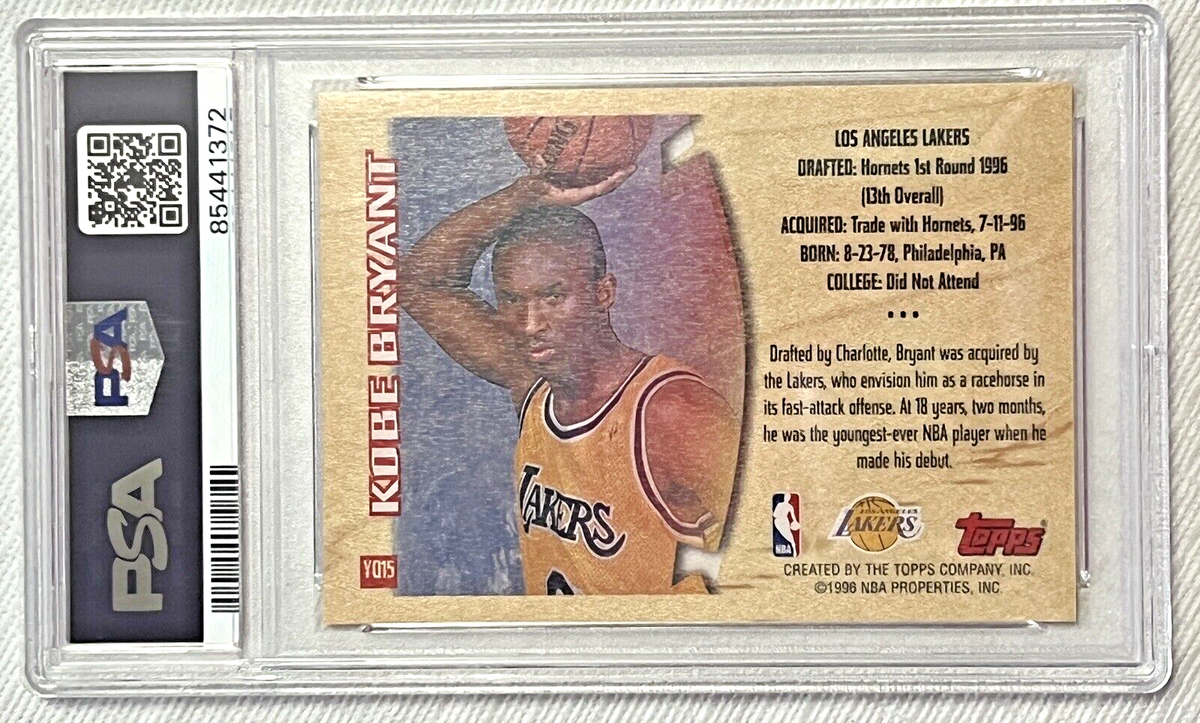 85441372
PSA
PSA
KOBE BRYANT
YQ15
LAKERS
LOS ANGELES LAKERS
DRAFTED: Hornets 1st Round 1996
(13th Overall)
ACQUIRED: Trade with Hornets, 7-11-96
BORN: 8-23-78, Philadelphia, PA
COLLEGE: Did Not Attend
•••
Drafted by Charlotte, Bryant was acquired by
the Lakers, who envision him as a racehorse in
its fast-attack offense. At 18 years, two months,
he was the youngest-ever NBA player when he
made his debut.
NBA
LOS ANGELES
LAKERS
TOPPS®
CREATED BY THE TOPPS COMPANY, INC.
©1996 NBA PROPERTIES, INC.